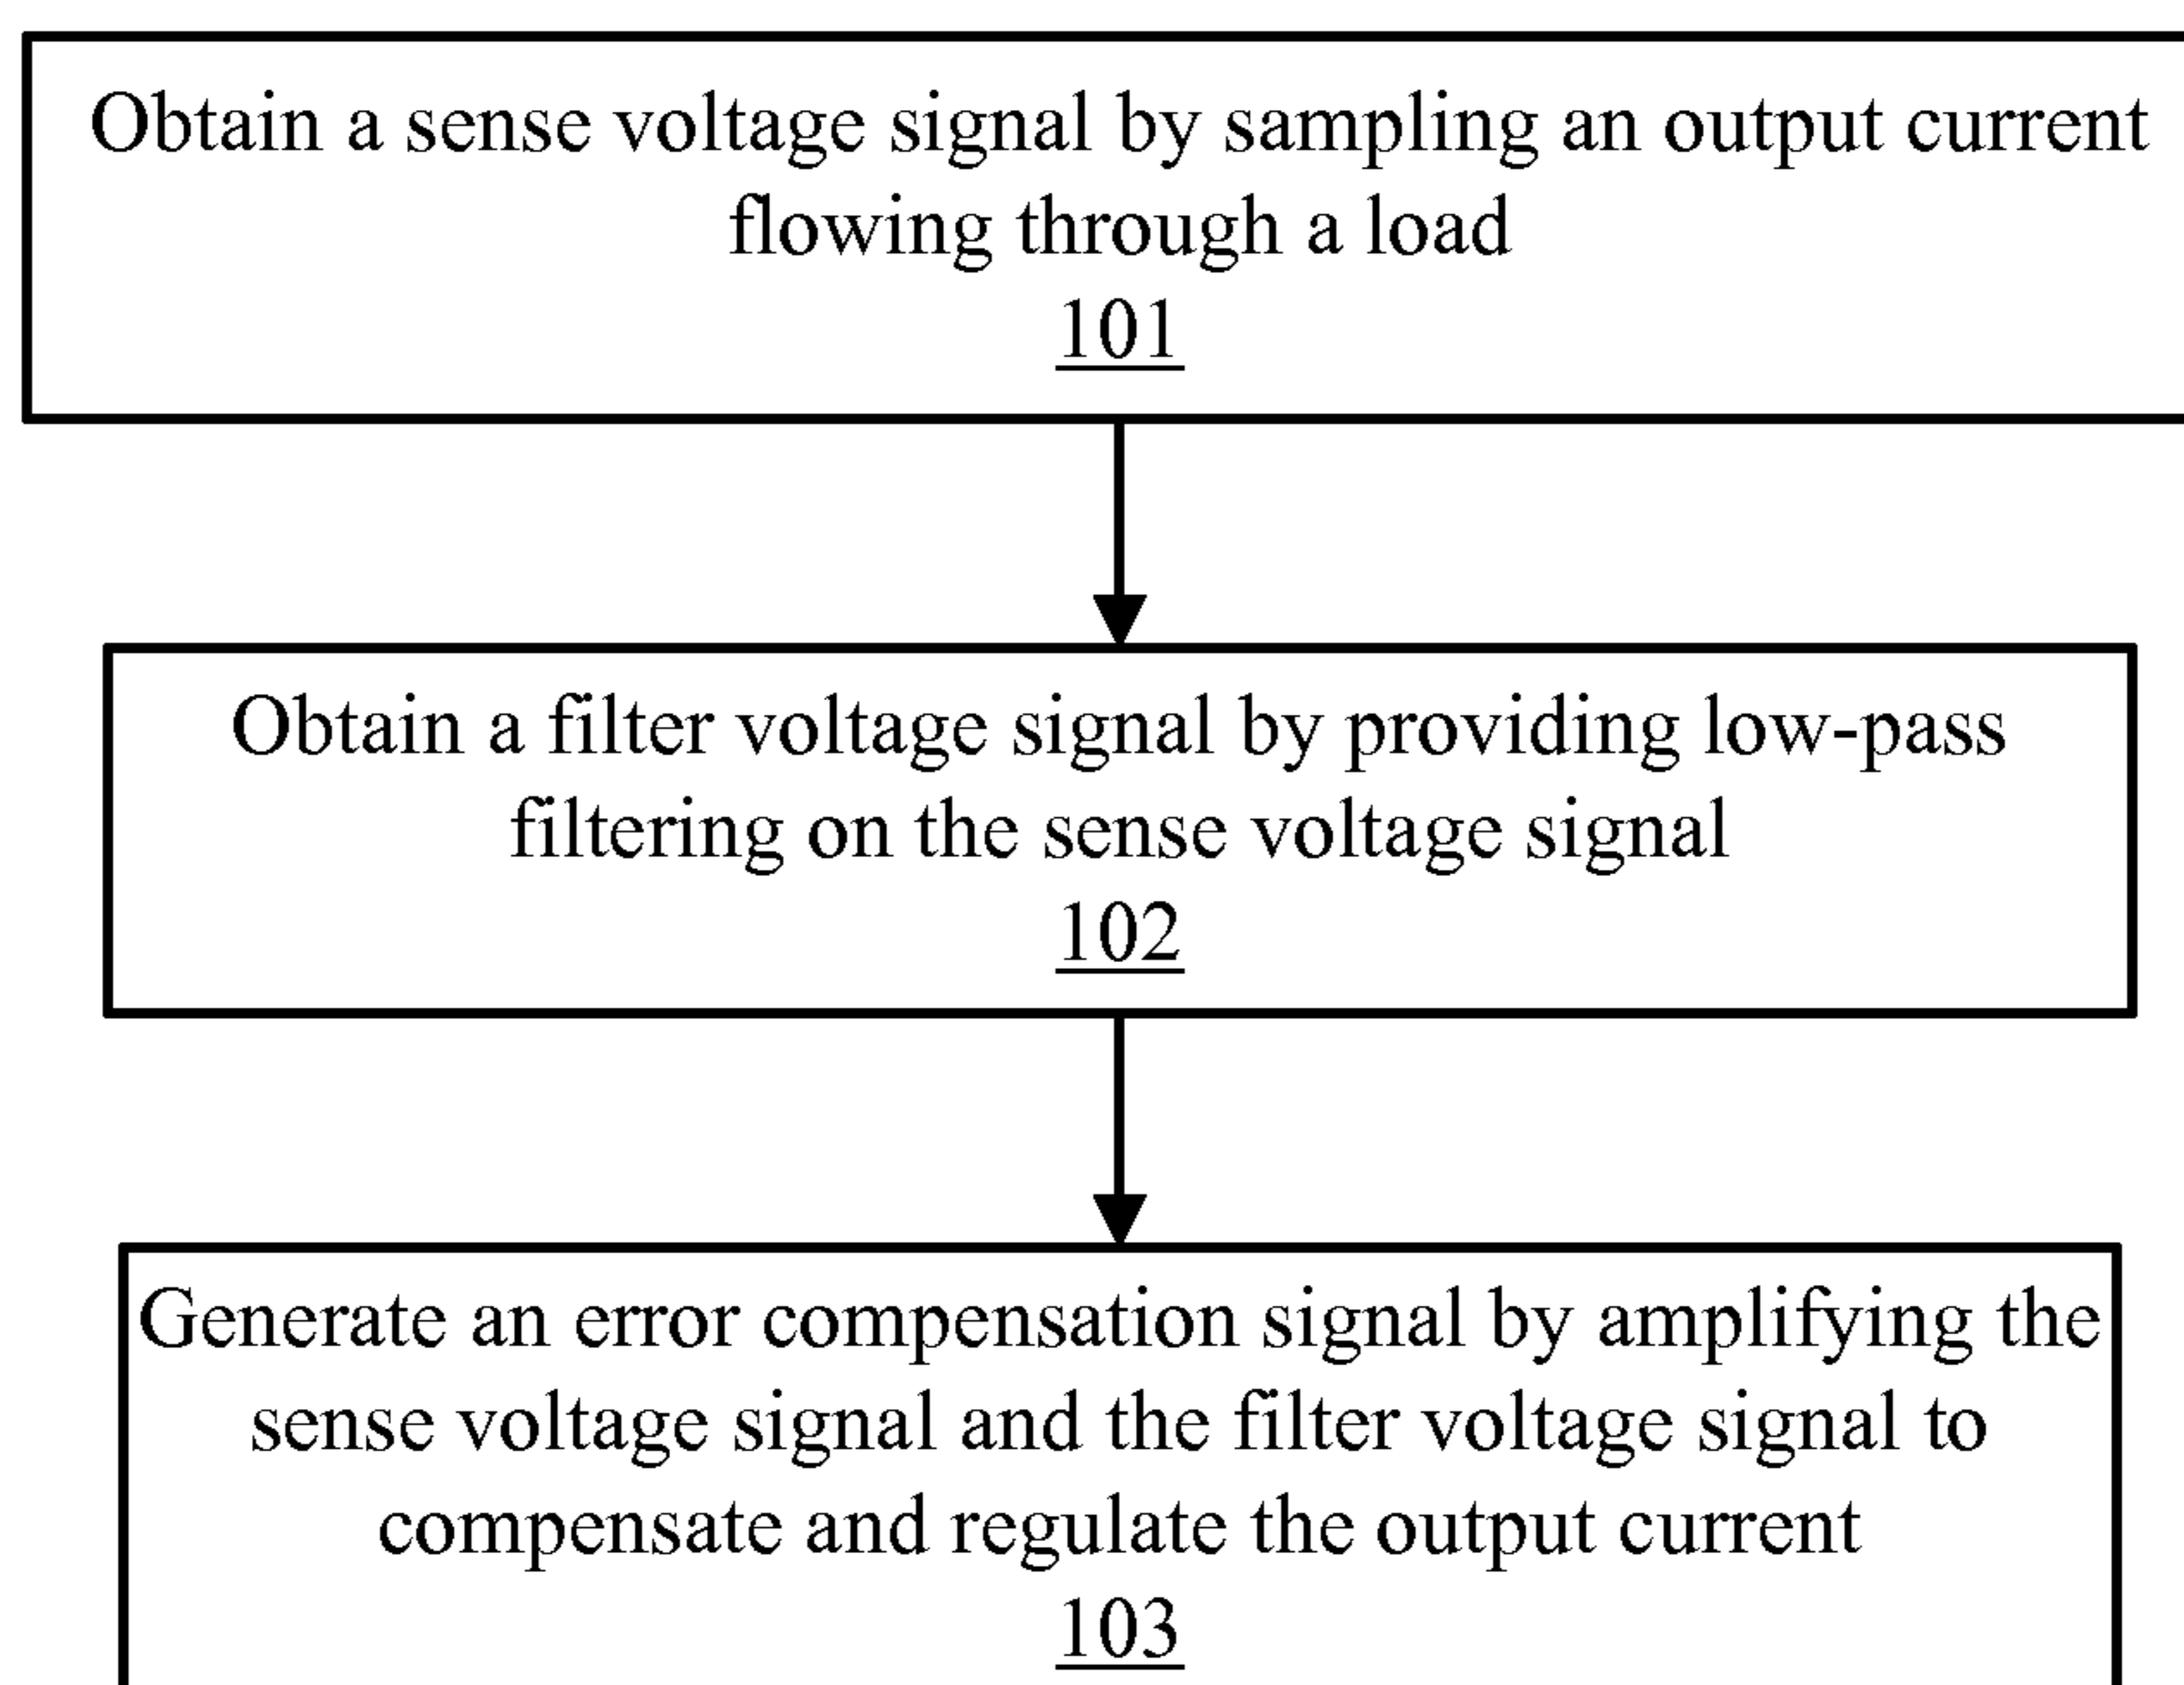 Obtain a sense voltage signal by sampling an output current
flowing through a load
101
Obtain a filter voltage signal by providing low-pass
filtering on the sense voltage signal
102
Generate an error compensation signal by amplifying the
sense voltage signal and the filter voltage signal to
compensate and regulate the output current
103